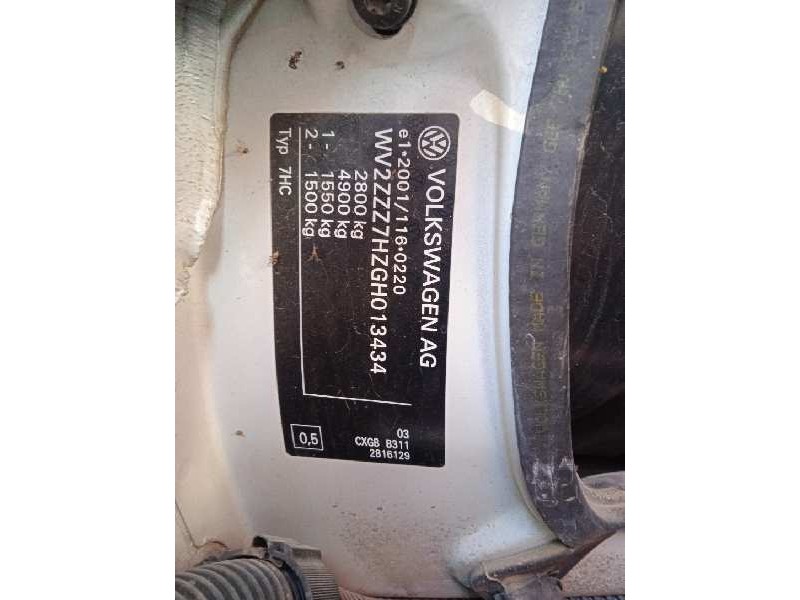 VOLKSWAGEN AG
e1*2001/116*0220
WV2ZZZ7HZGH013434
2800 kg
4900 kg
1 - 1550 kg
2 - 1500 kg
Typ 7HC
03
CXGB B311
2816129
0,5